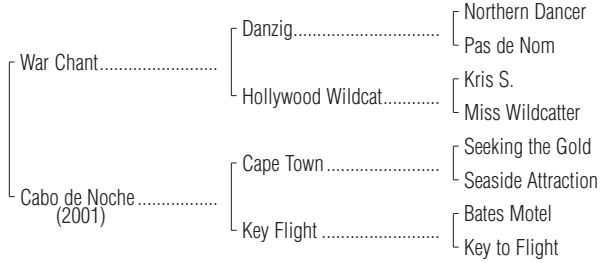 Northern Dancer
Danzig
Pas de Nom
War Chant
Kris S.
Hollywood Wildcat
Miss Wildcatter
Seeking the Gold
Cape Town
Seaside Attraction
Cabo de Noche
(2001)
Bates Motel
Key Flight
Key to Flight